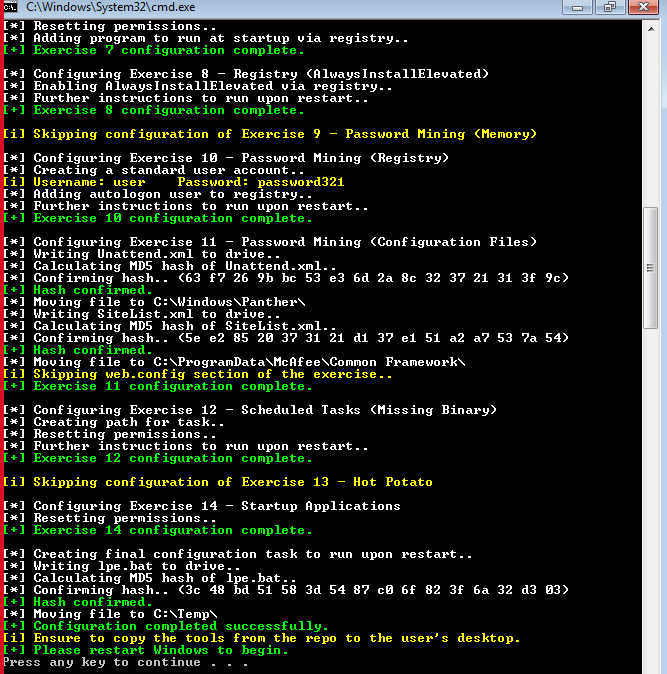 C:\Windows\System32\cmd.exe
[*] Resetting permissions..
[*] Adding program to run at startup via registry..
[+] Exercise 7 configuration complete.
[*] Configuring Exercise 8 - Registry (AlwaysInstallElevated)
[*] Enabling AlwaysInstallElevated via registry..
[*] Further instructions to run upon restart..
[+] Exercise 8 configuration complete.
[i] Skipping configuration of Exercise 9 - Password Mining (Memory)
[*] Configuring Exercise 10 - Password Mining (Registry)
[*] Creating a standard user account..
[i] Username: user    Password: password321
[*] Adding autologon user to registry..
[*] Further instructions to run upon restart..
[+] Exercise 10 configuration complete.
[*] Configuring Exercise 11 - Password Mining (Configuration Files)
[*] Writing Unattend.xml to drive..
[*] Calculating MD5 hash of Unattend.xml..
[*] Confirming hash.. (63 f7 26 9b bc 53 e3 6d 2a 8c 32 37 21 31 3f 9c)
[+] Hash confirmed.
[*] Moving file to C:\Windows\Panther\
[*] Writing SiteList.xml to drive..
[*] Calculating MD5 hash of SiteList.xml..
[*] Confirming hash.. (5e e2 85 20 37 31 21 d1 37 e1 51 a2 a7 53 7a 54)
[+] Hash confirmed.
[*] Moving file to C:\ProgramData\McAfee\Common Framework\
[i] Skipping web.config section of the exercise..
[+] Exercise 11 configuration complete.
[*] Configuring Exercise 12 - Scheduled Tasks (Missing Binary)
[*] Creating path for task..
[*] Resetting permissions..
[*] Further instructions to run upon restart..
[+] Exercise 12 configuration complete.
[i] Skipping configuration of Exercise 13 - Hot Potato
[*] Configuring Exercise 14 - Startup Applications
[*] Resetting permissions..
[+] Exercise 14 configuration complete.
[*] Creating final configuration task to run upon restart..
[*] Writing lpe.bat to drive..
[*] Calculating MD5 hash of lpe.bat..
[*] Confirming hash.. (3c 48 bd 51 58 3d 54 87 c0 6f 82 3f 6a 32 d3 03)
[+] Hash confirmed.
[*] Moving file to C:\Temp\
[+] Configuration completed successfully.
[i] Ensure to copy the tools from the repo to the user's desktop.
[+] Please restart Windows to begin.
Press any key to continue . . .